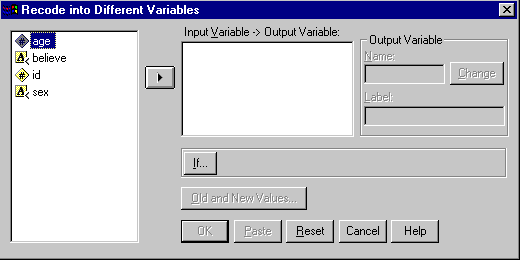 Recode into Different Variables
age
believe
id
sex
Input Variable -> Output Variable:
Output Variable
Name:
Change
Label:
If...
Old and New Values...
OK
Paste
Reset
Cancel
Help